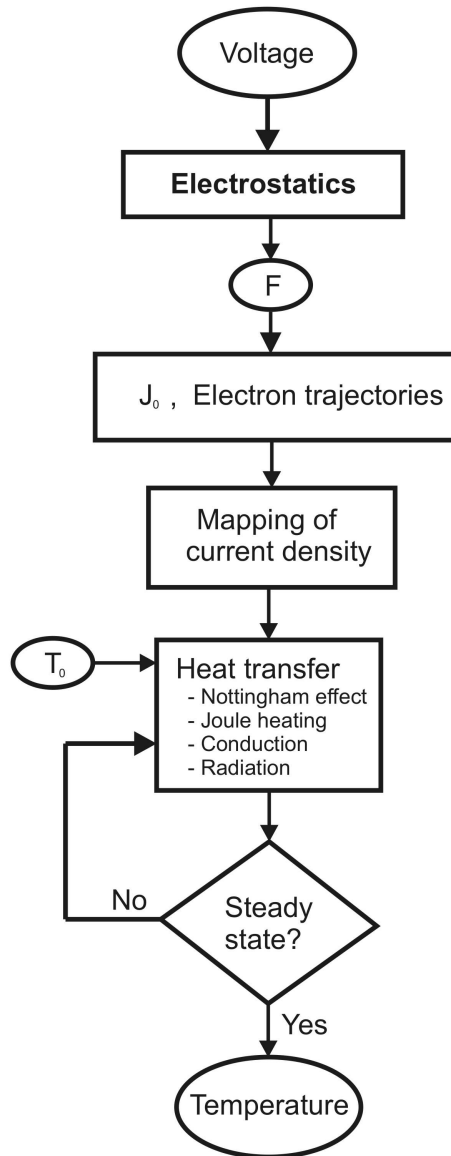 Voltage
Electrostatics
F
J₀ , Electron trajectories
Mapping of
current density
T₀
Heat transfer
- Nottingham effect
- Joule heating
- Conduction
- Radiation
No
Steady
state?
Yes
Temperature